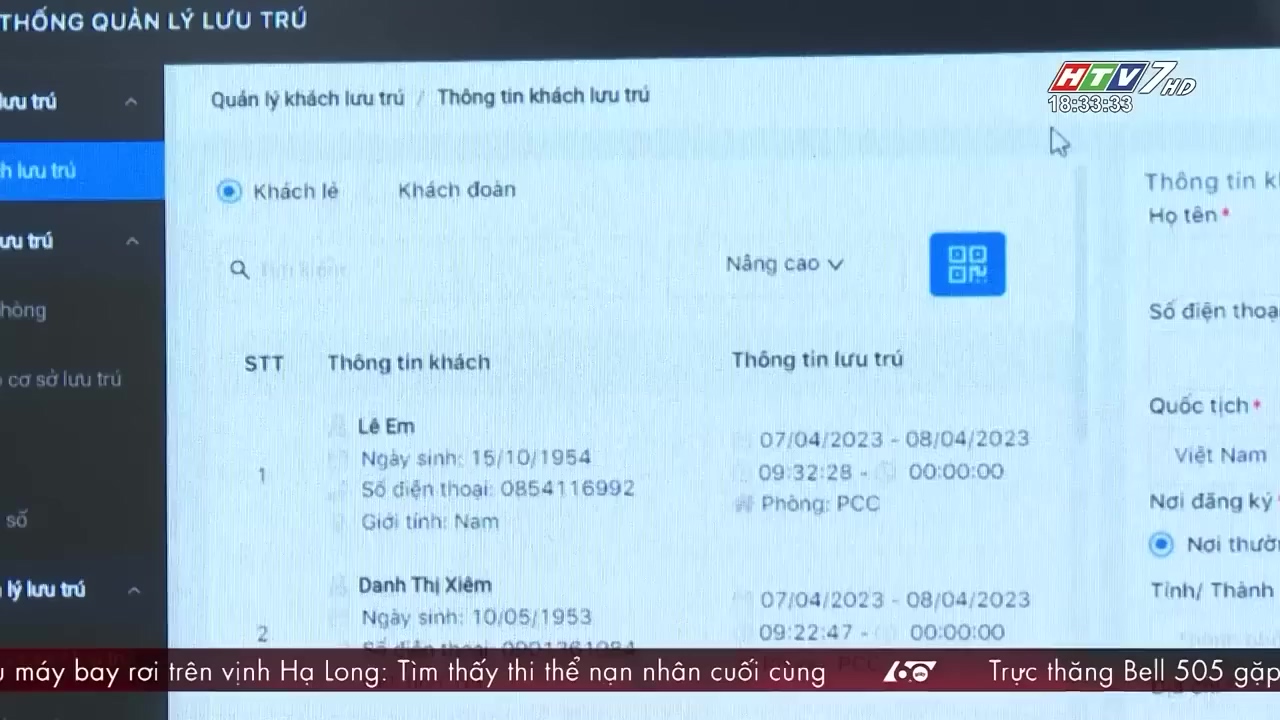 THỐNG QUẢN LÝ LƯU TRÚ
HTV7 HD
18:33:33
lưu trú
Quản lý khách lưu trú / Thông tin khách lưu trú
h lưu trú
Khách lẻ
Khách đoàn
Thông tin
Họ tên*
ưu trú
Tìm kiếm
Nâng cao
hòng
Số điện thoạ
cơ sở lưu trú
STT
Thông tin khách
Thông tin lưu trú
Quốc tịch*
Việt Nam
1
Lê Em
Ngày sinh: 15/10/1954
Số điện thoại: 0854116992
Giới tính: Nam
07/04/2023 - 08/04/2023
09:32:28 - 00:00:00
Phòng: PCC
Nơi đăng ký
Nơi thườ
số
lý lưu trú
Tỉnh/ Thành
2
Danh Thị Xiêm
Ngày sinh: 10/05/1953
07/04/2023 - 08/04/2023
09:22:47 - 00:00:00
máy bay rơi trên vịnh Hạ Long: Tìm thấy thi thể nạn nhân cuối cùng
60 giây
Trực thăng Bell 505 gặp